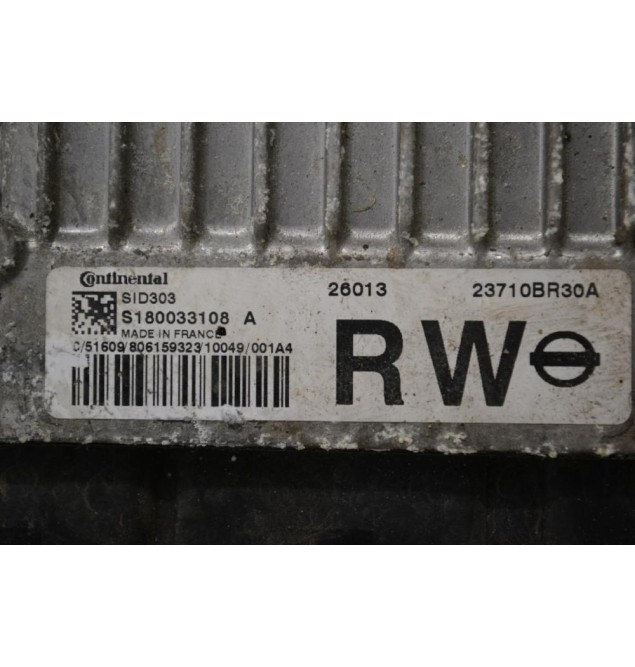 Continental
SID303
S180033108 A
MADE IN FRANCE
C/51609/806159323/10049/001A4
26013 23710BR30A
RW